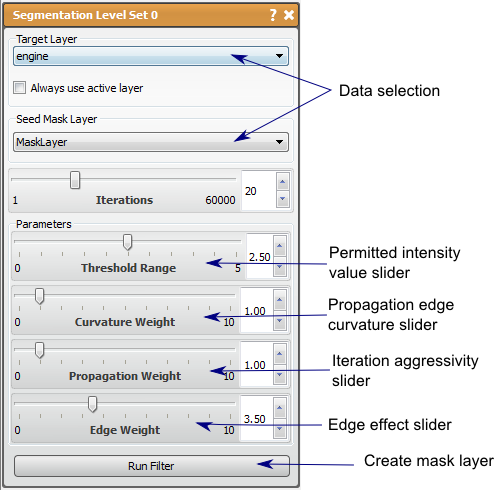 Segmentation Level Set 0 ?
Target Layer
engine
Always use active layer
Data selection
Seed Mask Layer
MaskLayer
1 Iterations 60000 20
Parameters
0 Threshold Range 5 2.50
Permitted intensity
value slider
0 Curvature Weight 10 1.00
Propagation edge
curvature slider
0 Propagation Weight 10 1.00
Iteration aggressivity
slider
0 Edge Weight 10 3.50
Edge effect slider
Run Filter
Create mask layer